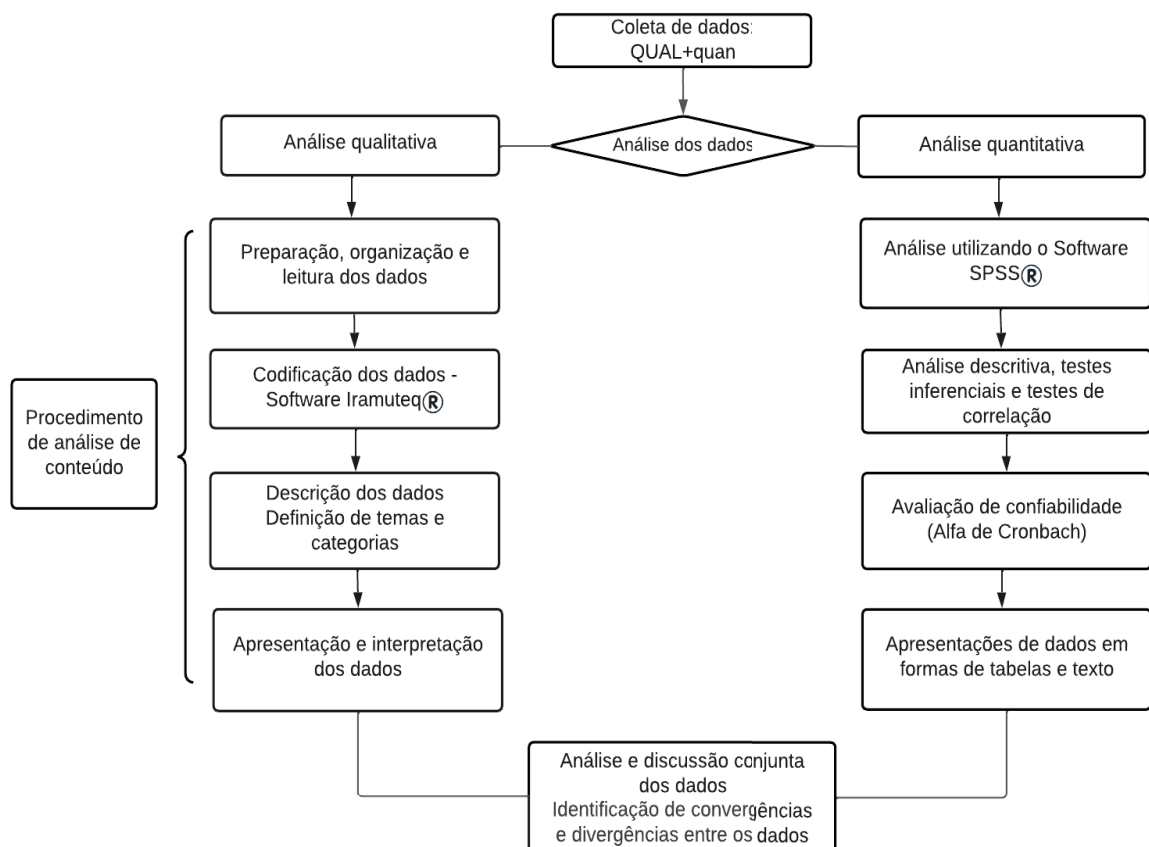 Coleta de dados:
QUAL+quan
Análise qualitativa
Análise dos dados
Análise quantitativa
Preparação, organização e
leitura dos dados
Análise utilizando o Software
SPSS®
Codificação dos dados -
Software Iramuteq®
Análise descritiva, testes
inferenciais e testes de
correlação
Procedimento
de análise de
conteúdo
Descrição dos dados
Definição de temas e
categorias
Avaliação de confiabilidade
(Alfa de Cronbach)
Apresentação e interpretação
dos dados
Apresentações de dados em
formas de tabelas e texto
Análise e discussão conjunta
dos dados
Identificação de convergências
e divergências entre os dados